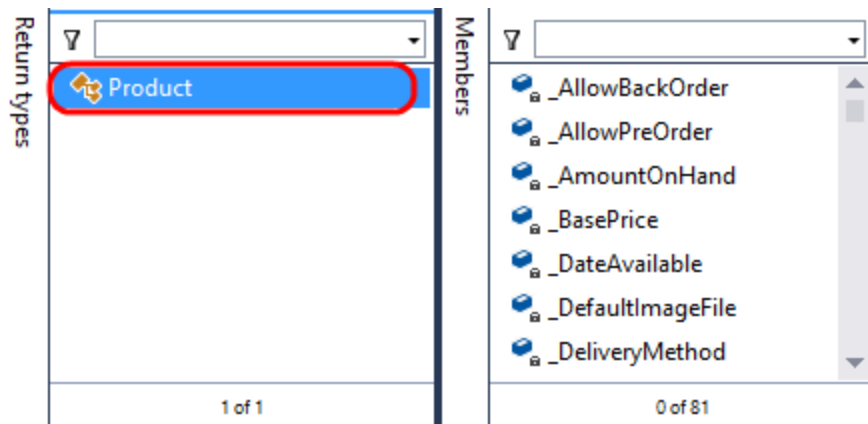 Return types
Product
1 of 1
Members
_AllowBackOrder
_AllowPreOrder
_AmountOnHand
_BasePrice
_DateAvailable
_DefaultImageFile
_DeliveryMethod
0 of 81